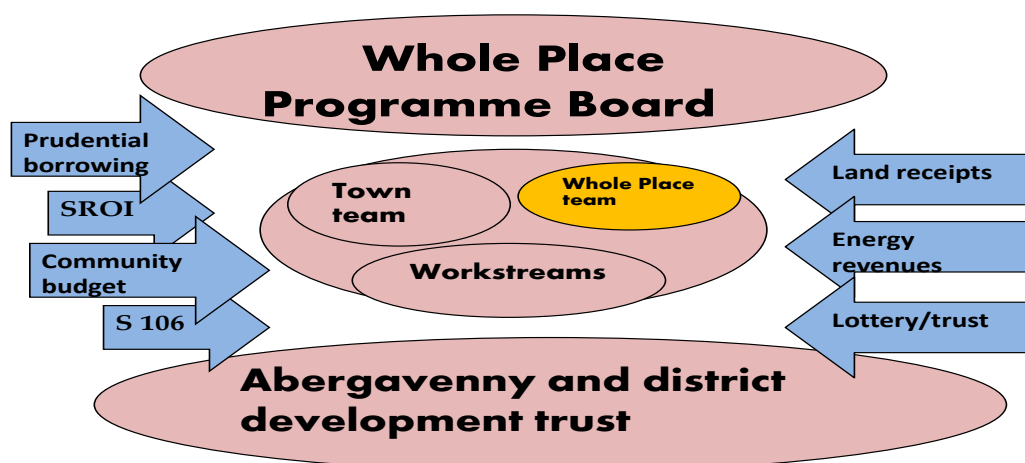 Whole Place
Programme Board
Prudential
borrowing
SROI
Community
budget
S 106
Town
team
Whole Place
team
Workstreams
Land receipts
Energy
revenues
Lottery/trust
Abergavenny and district
development trust